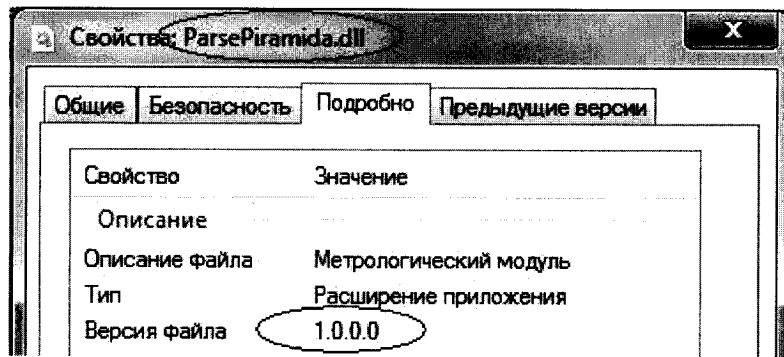 Свойства: ParsePiramida.dll
x
Общие Безопасность Подробно Предыдущие версии
Свойство Значение
Описание
Описание файла Метрологический модуль
Тип Расширение приложения
Версия файла 1.0.0.0